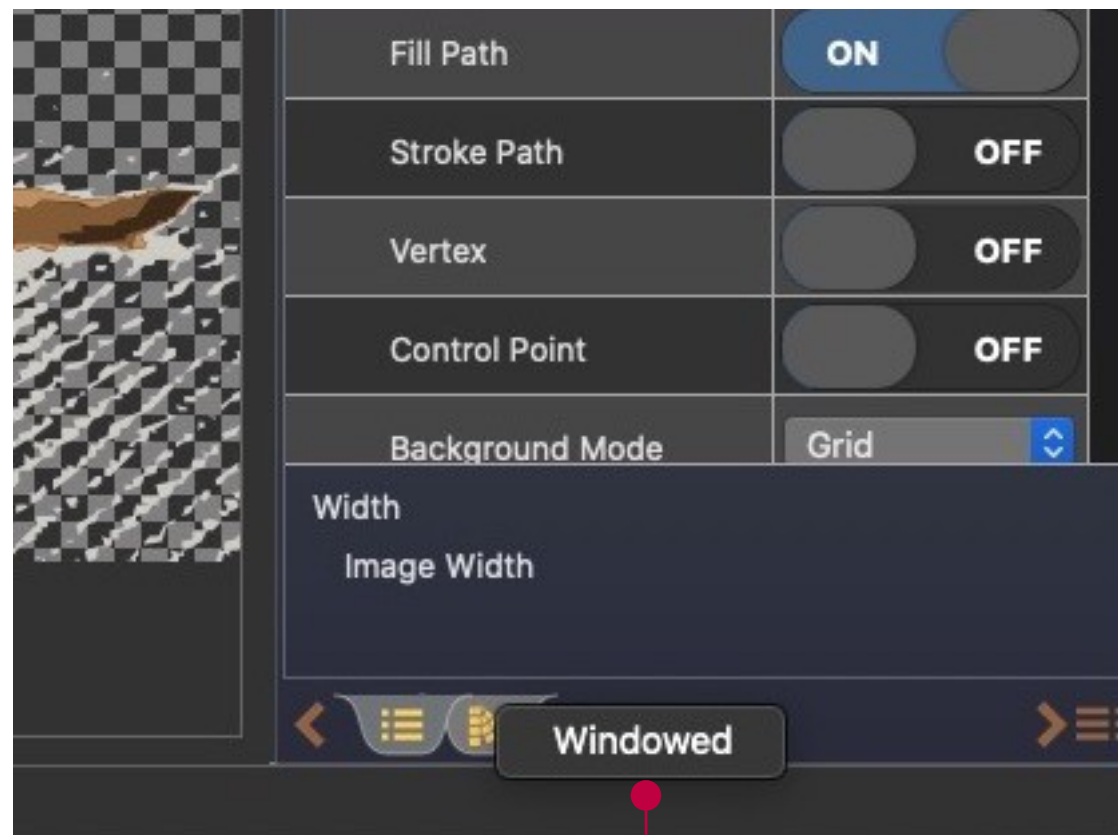 Fill Path
ON
Stroke Path
OFF
Vertex
OFF
Control Point
OFF
Background Mode
Grid
Width
Image Width
Windowed